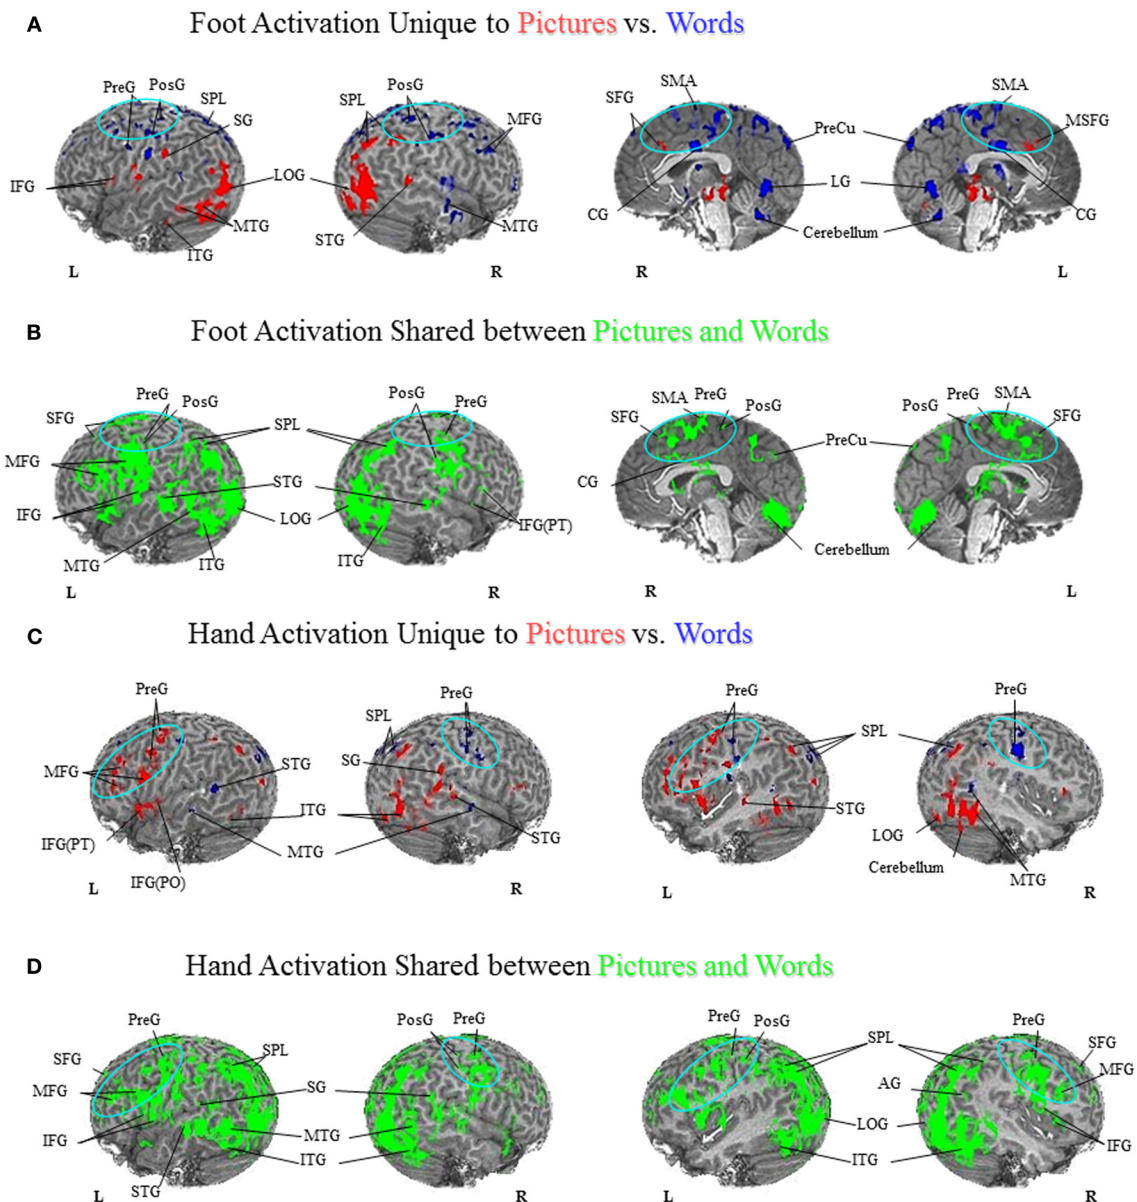 A Foot Activation Unique to Pictures vs. Words
PreG PosG SPL SG IFG LOG MTG ITG L
PosG SPL MFG STG MTG R
SMA SFG PreCu LG CG Cerebellum R
SMA MSFG CG L
B Foot Activation Shared between Pictures and Words
PreG PosG SFG MFG IFG MTG ITG L
SPL STG LOG
PosG PreG IFG(PT) ITG R
SMA PreG PosG SFG CG PreCu Cerebellum R
SMA PreG PosG SFG L
C Hand Activation Unique to Pictures vs. Words
PreG MFG IFG(PT) IFG(PO) L
STG ITG MTG
PreG SPL SG STG R
PreG SPL STG L
PreG LOG Cerebellum MTG R
D Hand Activation Shared between Pictures and Words
PreG SFG MFG IFG STG SPL L
SG MTG ITG
PosG PreG R
PreG PosG L
SPL AG LOG ITG
PreG SFG MFG IFG R